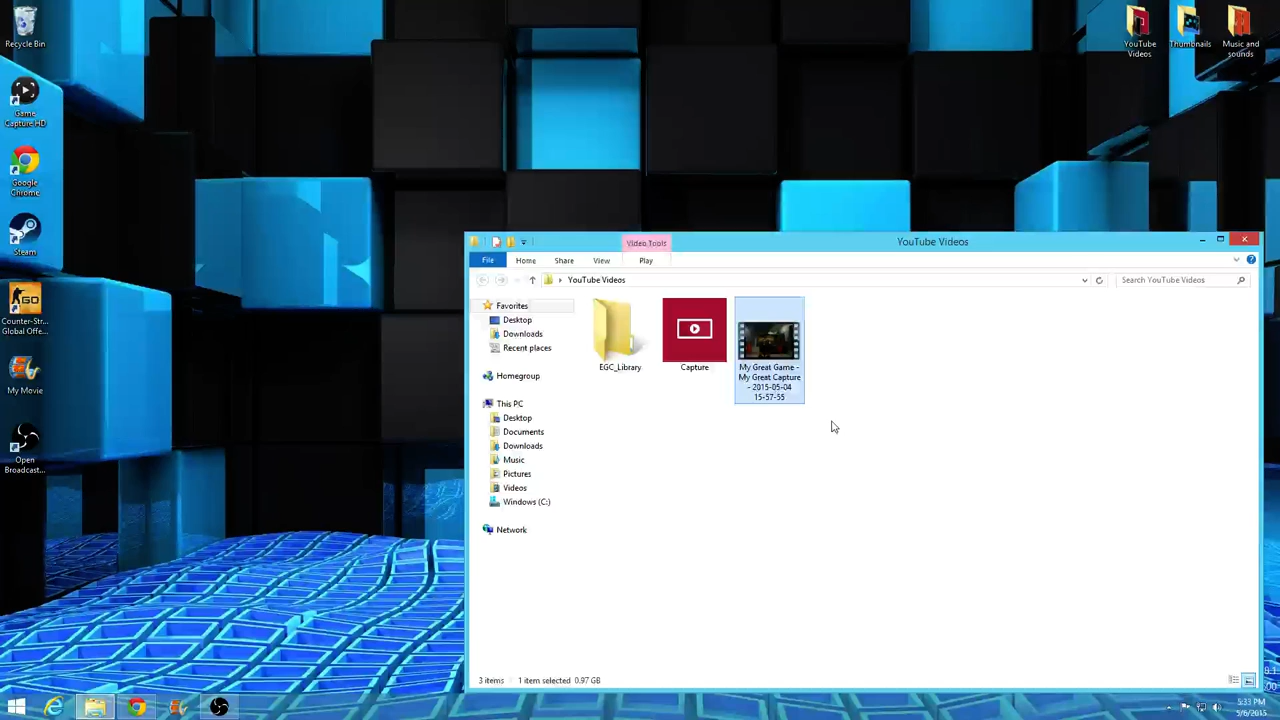 Recycle Bin
Game
Capture HD
Google
Chrome
Steam
GO
Counter-Str...
Global Offe...
My Movie
Open
Broadcast...
YouTube
Videos
Thumbnails
Music and
sounds
Video Tools
YouTube Videos
File
Home
Share
View
Play
YouTube Videos
Search YouTube Videos
Favorites
Desktop
Downloads
Recent places
Homegroup
This PC
Desktop
Documents
Downloads
Music
Pictures
Videos
Windows (C:)
Network
EGC_Library
Capture
My Great Game -
My Great Capture
- 2015-05-04
15-57-55
3 items
1 item selected 0.97 GB
5:33 PM
5/6/2015